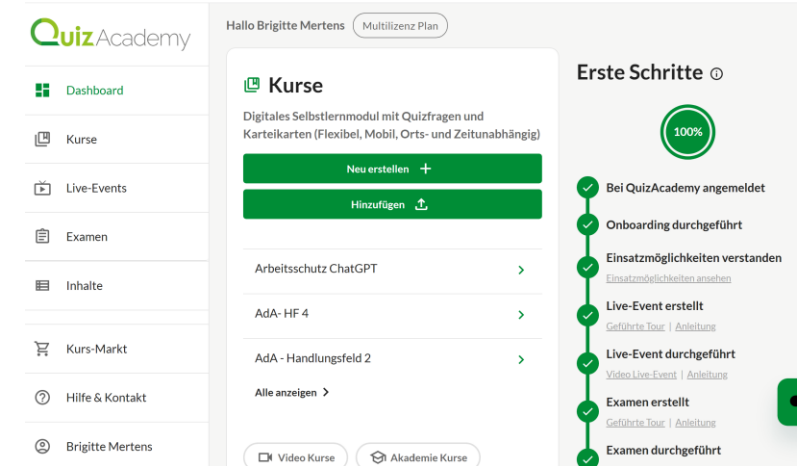 QuizAcademy
Dashboard
Kurse
Live-Events
Examen
Inhalte
Kurs-Markt
Hilfe & Kontakt
Brigitte Mertens
Hallo Brigitte Mertens
Multilizenz Plan
Kurse
Digitales Selbstlernmodul mit Quizfragen und
Karteikarten (Flexibel, Mobil, Orts- und Zeitunabhängig)
Neu erstellen
Hinzufügen
Arbeitsschutz ChatGPT
AdA- HF 4
AdA - Handlungsfeld 2
Alle anzeigen
Video Kurse
Akademie Kurse
Erste Schritte
100%
Bei QuizAcademy angemeldet
Onboarding durchgeführt
Einsatzmöglichkeiten verstanden
Einsatzmöglichkeiten ansehen
Live-Event erstellt
Geführte Tour | Anleitung
Live-Event durchgeführt
Video Live-Event | Anleitung
Examen erstellt
Geführte Tour | Anleitung
Examen durchgeführt